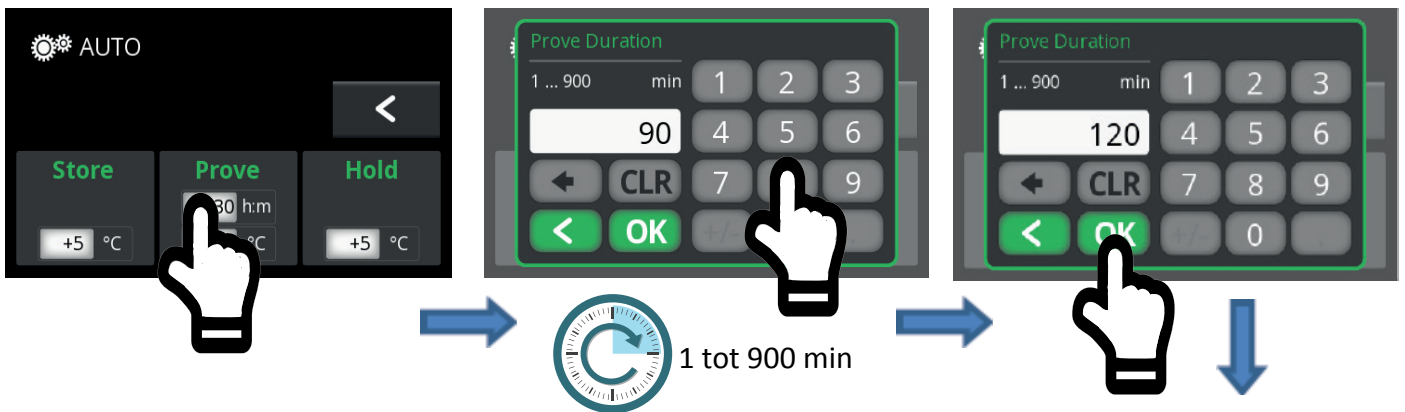 AUTO
Store
Prove
Hold
30 h:m
+5 °C
°C
+5 °C
Prove Duration
1 ... 900 min
1 2 3
90
4 5 6
CLR
7
9
OK
+/-
.
1 tot 900 min
Prove Duration
1 ... 900 min
1 2 3
120
4 5 6
CLR
7 8 9
OK
+/-
0
.